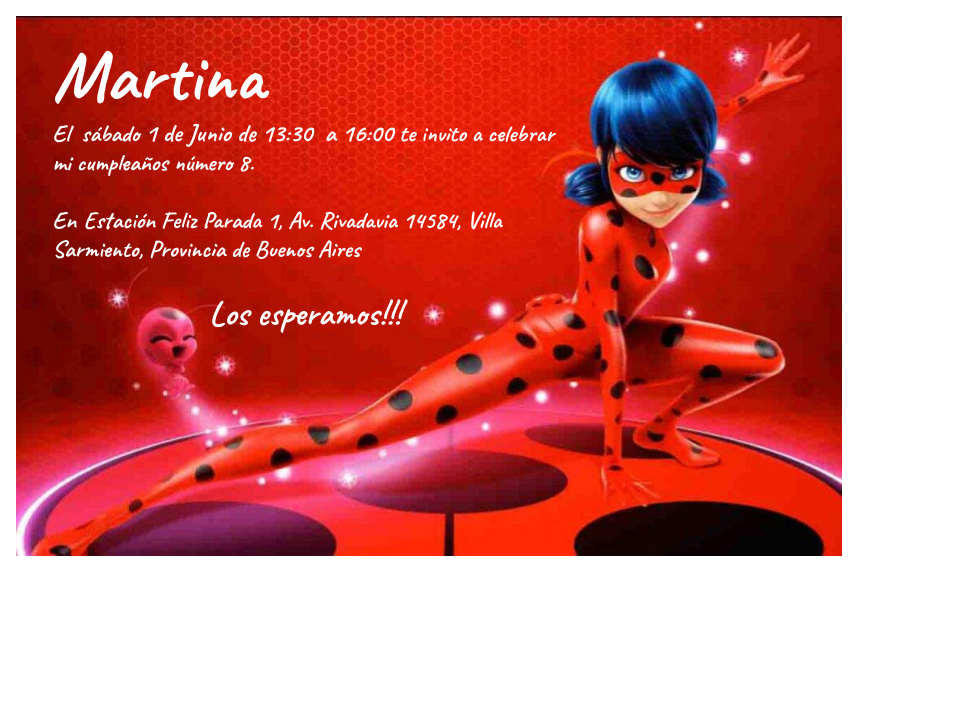 Martina
El sábado 1 de Junio de 13:30 a 16:00 te invito a celebrar
mi cumpleaños número 8.
En Estación Feliz Parada 1, Av. Rivadavia 14584, Villa
Sarmiento, Provincia de Buenos Aires
Los esperamos!!!